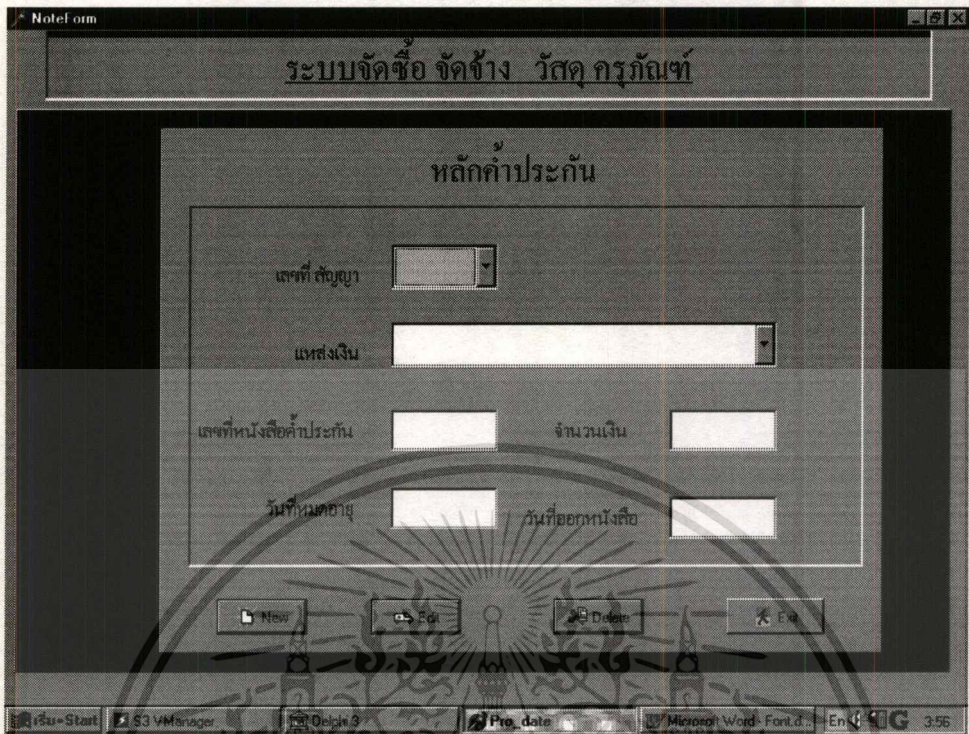 NoteForm
ระบบจัดซื้อ จัดจ้าง วัสดุ ครุภัณฑ์
หลักค้ำประกัน
เลขที่ สัญญา
แหล่งเงิน
เลขที่หนังสือค้ำประกัน จำนวนเงิน
วันที่หมดอายุ วันที่ออกหนังสือ
New Edit Delete Exit
เริ่ม-Start S3 VManager Delphi 3 Pro_date Microsoft Word - Font.d... En 3:56